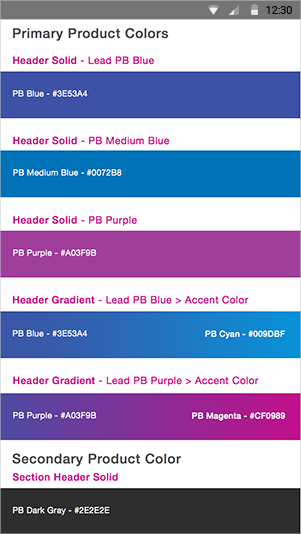 12:30
Primary Product Colors
Header Solid - Lead PB Blue
PB Blue - #3E53A4
Header Solid - PB Medium Blue
PB Medium Blue - #0072B8
Header Solid - PB Purple
PB Purple - #A03F9B
Header Gradient - Lead PB Blue > Accent Color
PB Blue - #3E53A4 PB Cyan - #009DBF
Header Gradient - Lead PB Purple > Accent Color
PB Purple - #A03F9B PB Magenta - #CF0989
Secondary Product Color
Section Header Solid
PB Dark Gray - #2E2E2E